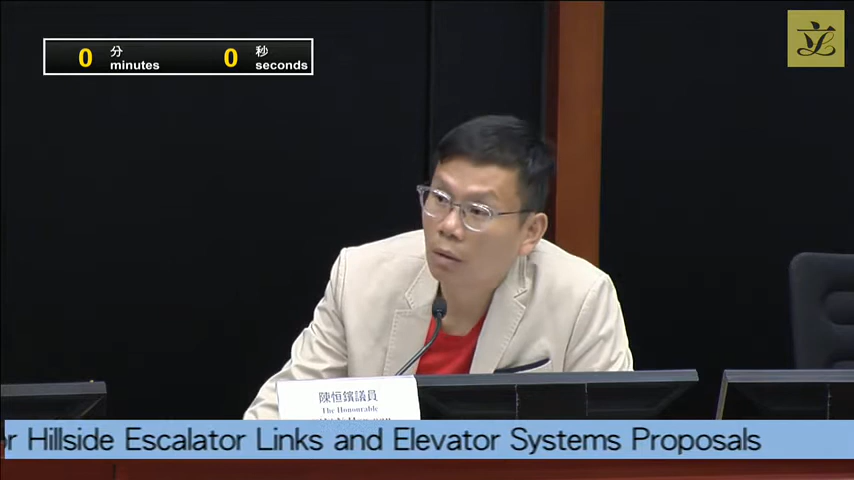 0 分 minutes 0 秒 seconds
立
陳恒鑌議員
The Honourable
Hillside Escalator Links and Elevator Systems Proposals